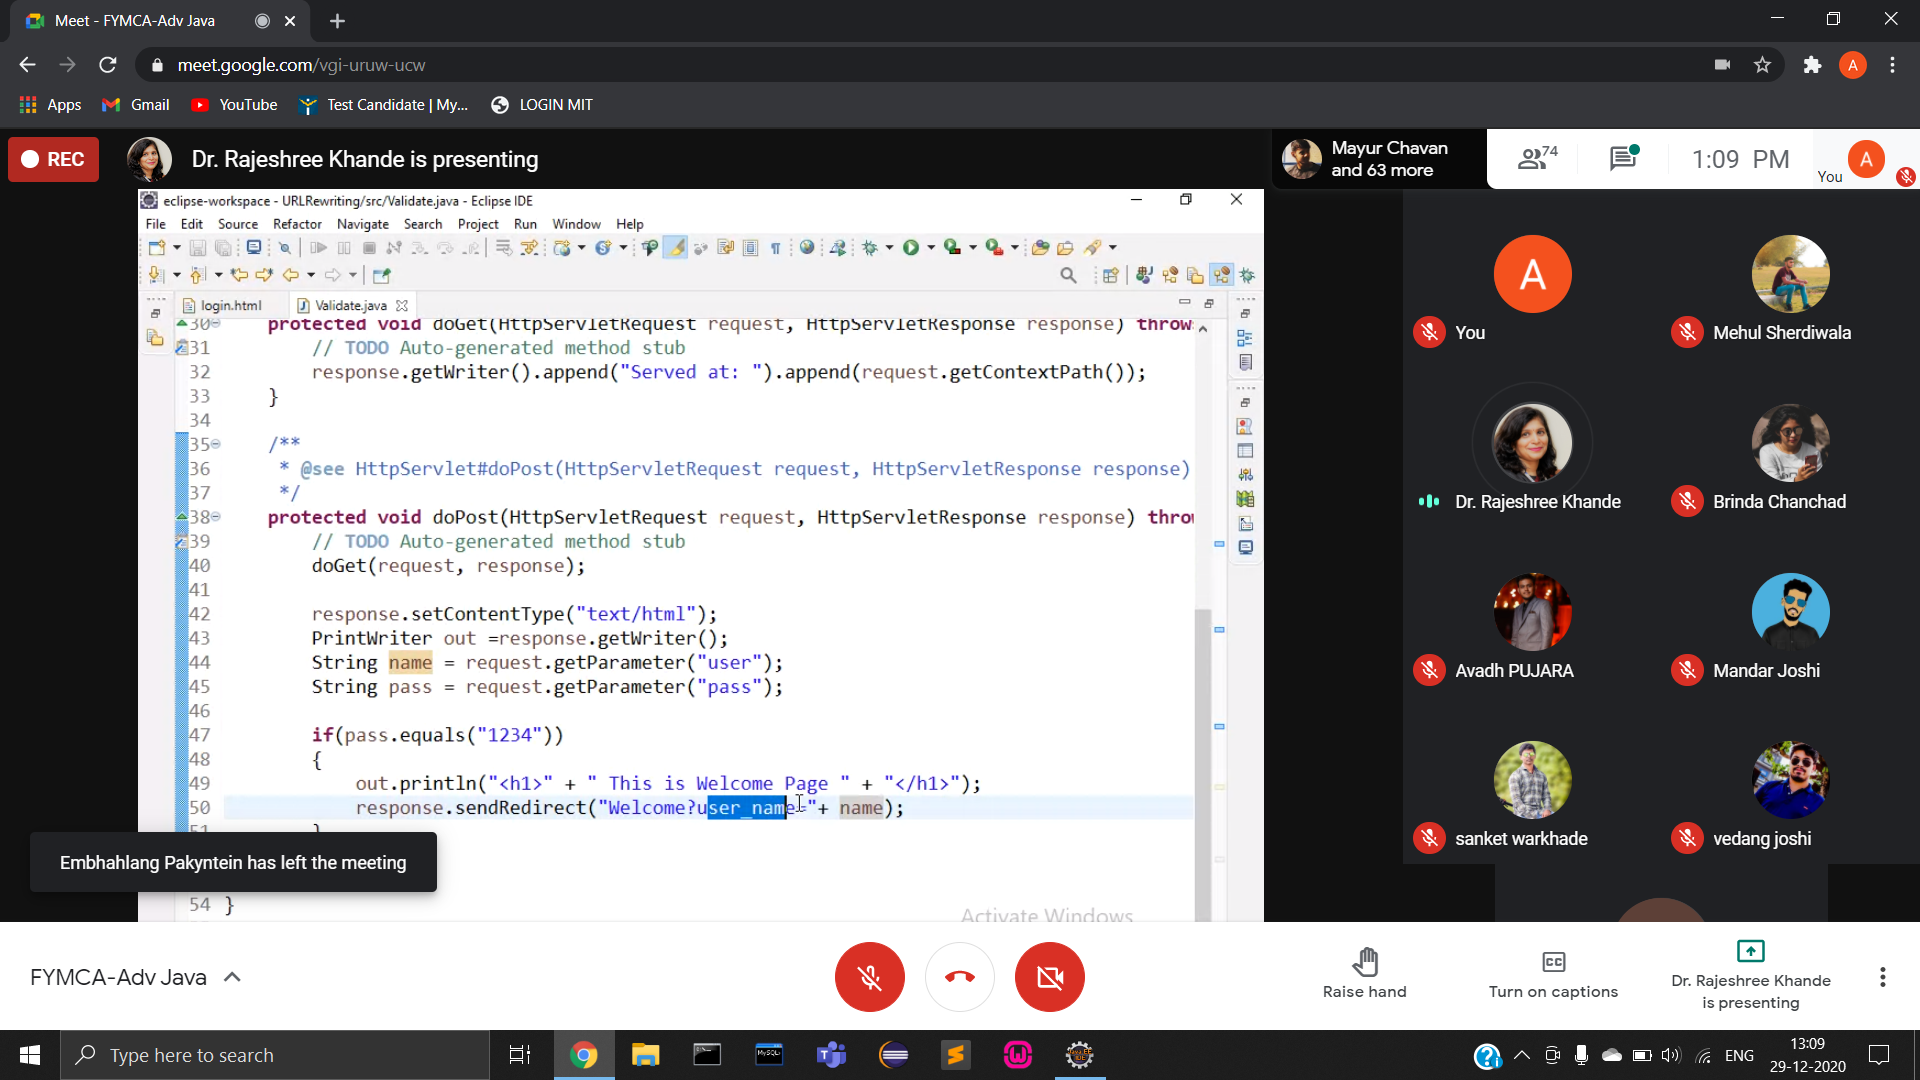 Meet - FYMCA-Adv Java
meet.google.com/vgi-uruw-ucw
A
Apps
Gmail
YouTube
Test Candidate | My...
LOGIN MIT
REC
Dr. Rajeshree Khande is presenting
Mayur Chavan
and 63 more
74
1:09 PM
You
A
eclipse-workspace - URLRewriting/src/Validate.java - Eclipse IDE
File Edit Source Refactor Navigate Search Project Run Window Help
login.html
Validate.java
30 protected void doGet(HttpServletRequest request, HttpServletResponse response) throw
31 // TODO Auto-generated method stub
32 response.getWriter().append("Served at: ").append(request.getContextPath());
33 }
34
35 /**
36 * @see HttpServlet#doPost(HttpServletRequest request, HttpServletResponse response)
37 */
38 protected void doPost(HttpServletRequest request, HttpServletResponse response) throw
39 // TODO Auto-generated method stub
40 doGet(request, response);
41
42 response.setContentType("text/html");
43 PrintWriter out =response.getWriter();
44 String name = request.getParameter("user");
45 String pass = request.getParameter("pass");
46
47 if(pass.equals("1234"))
48 {
49 out.println("<h1>" + " This is Welcome Page " + "</h1>");
50 response.sendRedirect("Welcome?user_name="+ name);
51 }
54 }
Activate Windows
Embhahlang Pakyntein has left the meeting
A
You
Mehul Sherdiwala
Dr. Rajeshree Khande
Brinda Chanchad
Avadh PUJARA
Mandar Joshi
sanket warkhade
vedang joshi
FYMCA-Adv Java
Raise hand
Turn on captions
Dr. Rajeshree Khande
is presenting
Type here to search
ENG
13:09
29-12-2020